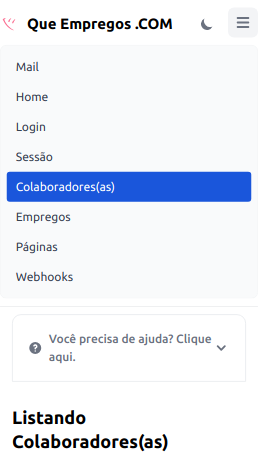 Que Empregos .COM
Mail
Home
Login
Sessão
Colaboradores(as)
Empregos
Páginas
Webhooks
Você precisa de ajuda? Clique
aqui.
Listando
Colaboradores(as)